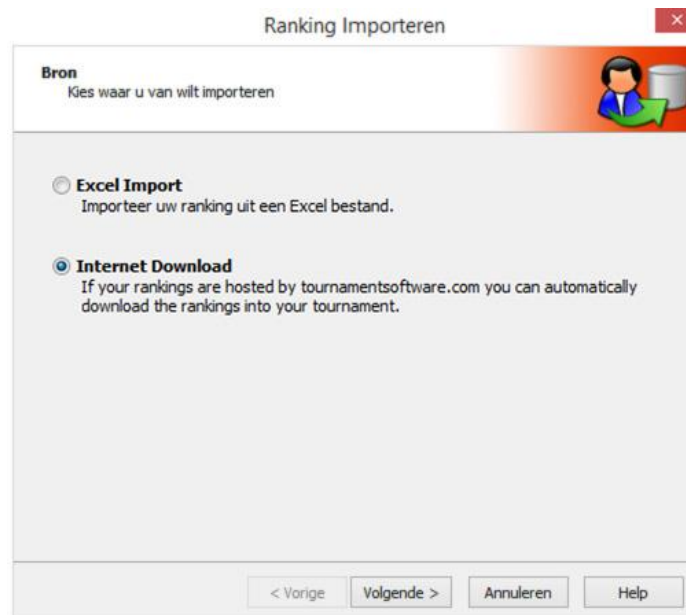 Ranking Importeren
Bron
Kies waar u van wilt importeren
Excel Import
Importeer uw ranking uit een Excel bestand.
Internet Download
If your rankings are hosted by tournamentsoftware.com you can automatically
download the rankings into your tournament.
< Vorige
Volgende >
Annuleren
Help